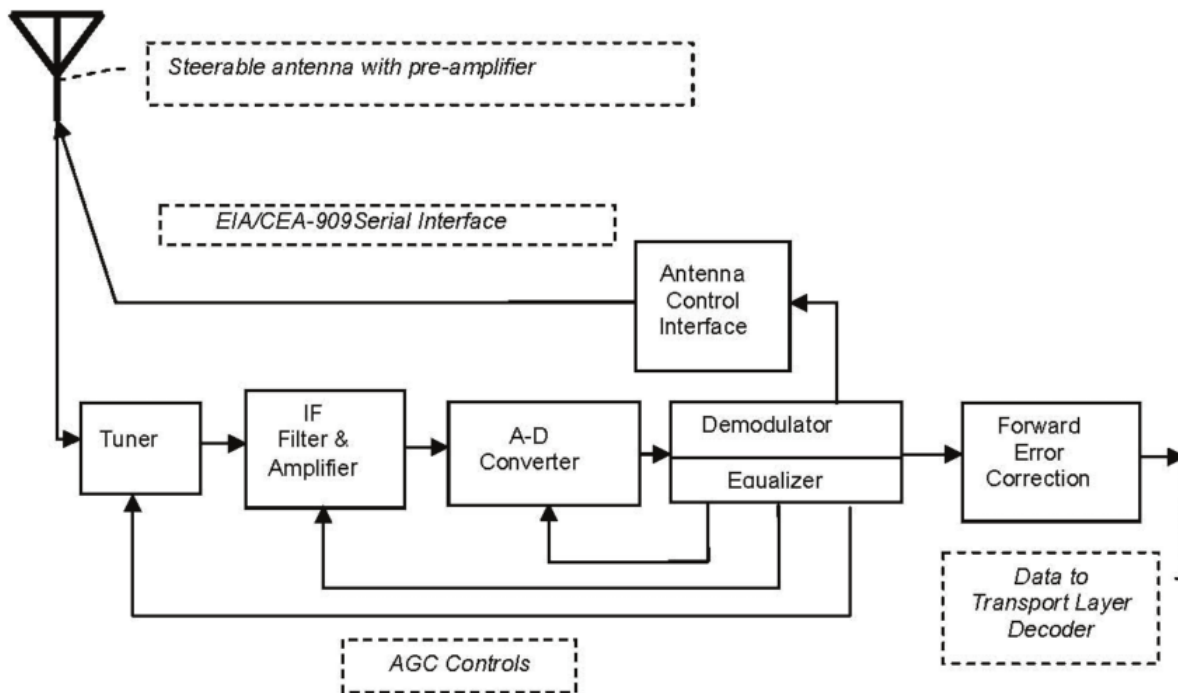 Steerable antenna with pre-amplifier
EIA/CEA-909Serial Interface
Antenna
Control
Interface
Tuner
IF
Filter &
Amplifier
A-D
Converter
Demodulator
Equalizer
Forward
Error
Correction
Data to
Transport Layer
Decoder
AGC Controls